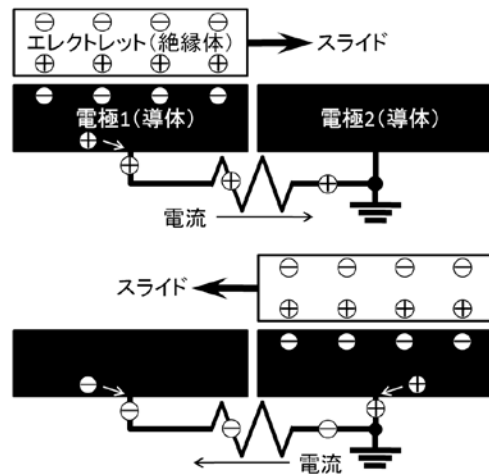 エレクトレット(絶縁体)
スライド
電極1(導体)
電極2(導体)
電流
スライド
電流